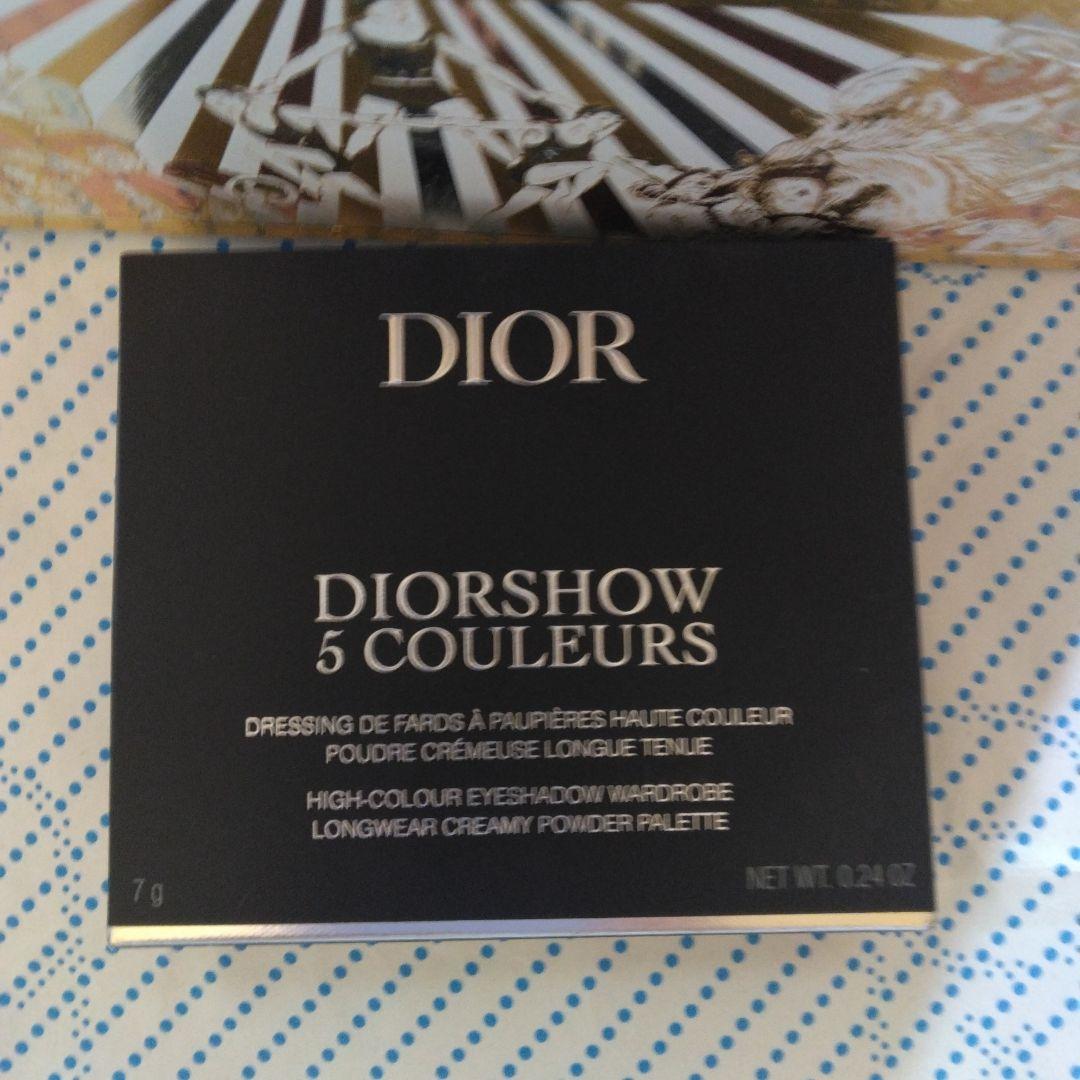 DIOR
DIORSHOW
5 COULEURS
DRESSING DE FARDS À PAUPIÈRES HAUTE COULEUR
POUDRE CRÉMEUSE LONGUE TENUE
HIGH-COLOUR EYESHADOW WARDROBE
LONGWEAR CREAMY POWDER PALETTE
7 g
NET WT. 0.24 OZ